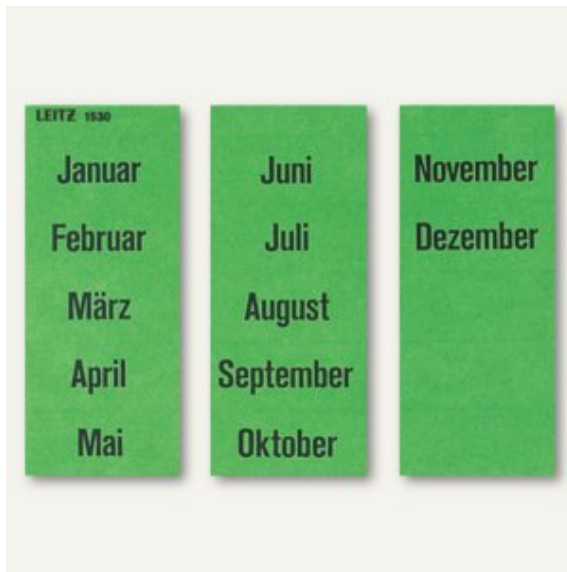 LEITZ 1530
Januar
Februar
März
April
Mai
Juni
Juli
August
September
Oktober
November
Dezember